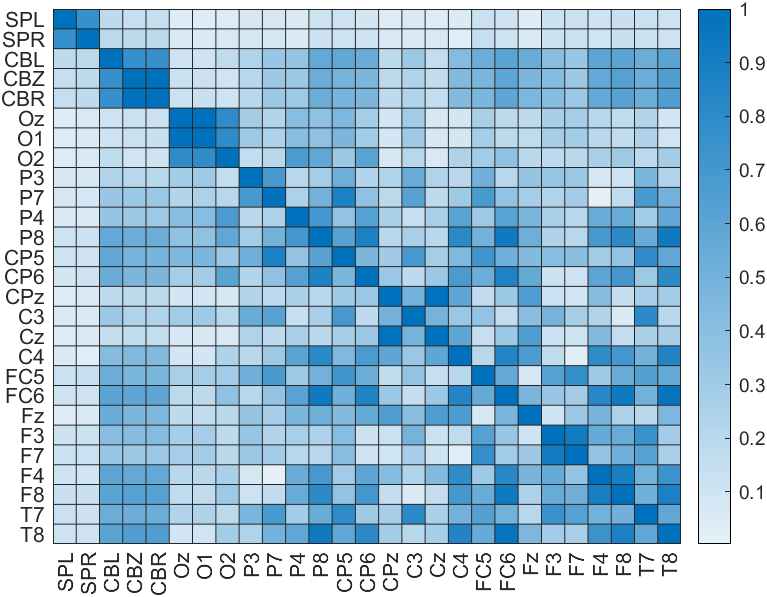 SPL
SPR
CBL
CBZ
CBR
Oz
O1
O2
P3
P7
P4
P8
CP5
CP6
CPz
C3
Cz
C4
FC5
FC6
Fz
F3
F7
F4
F8
T7
T8
SPL SPR CBL CBZ CBR Oz O1 O2 P3 P7 P4 P8 CP5 CP6 CPz C3 Cz C4 FC5 FC6 Fz F3 F7 F4 F8 T7 T8
1
0.9
0.8
0.7
0.6
0.5
0.4
0.3
0.2
0.1